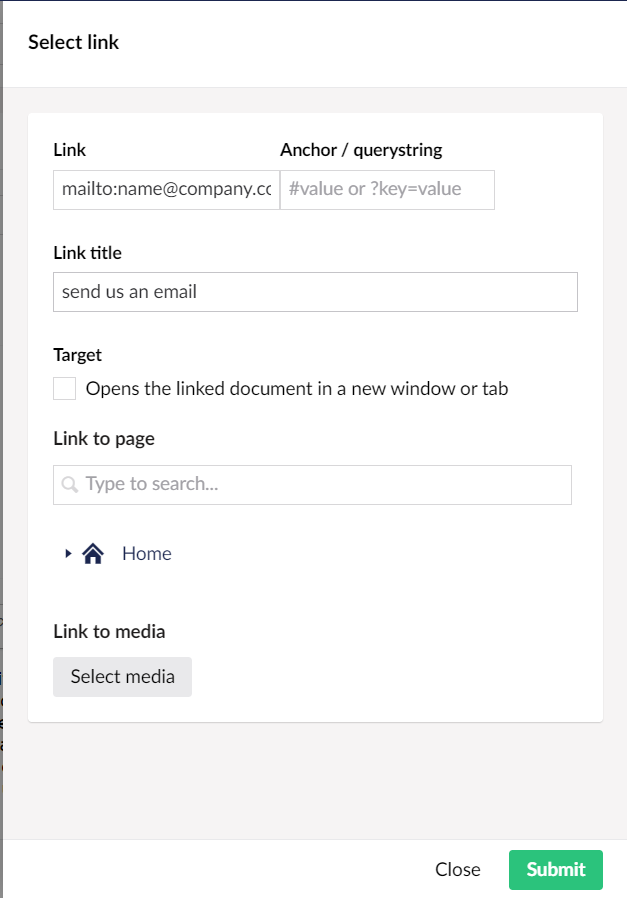 Select link
Link Anchor / querystring
mailto:name@company.cc #value or ?key=value
Link title
send us an email
Target
Opens the linked document in a new window or tab
Link to page
Type to search...
Home
Link to media
Select media
Close Submit